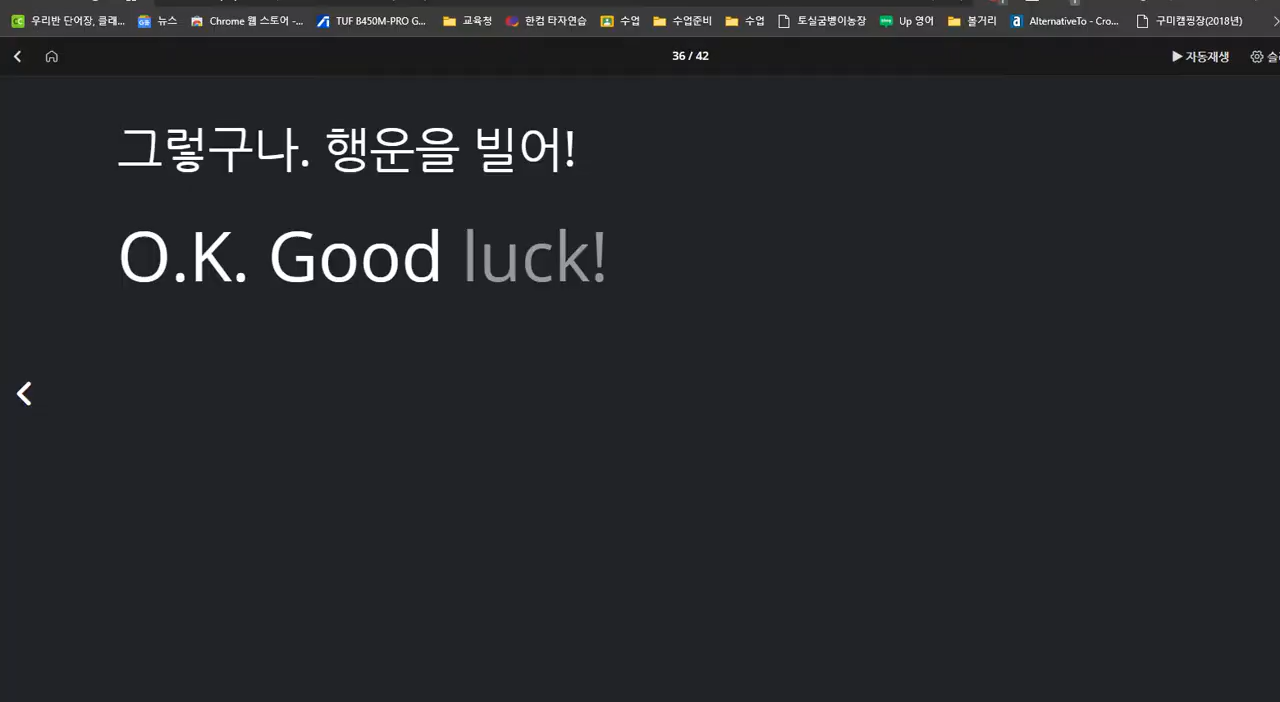 우리반 단어장, 클래... 뉴스 Chrome 웹 스토어 -... TUF B450M-PRO G... 교육청 한컴 타자연습 수업 수업준비 수업 토실굼벵이농장 Up 영어 볼거리 AlternativeTo - Cro... 구미캠핑장(2018년)
36 / 42 자동재생
그렇구나. 행운을 빌어!
O.K. Good luck!